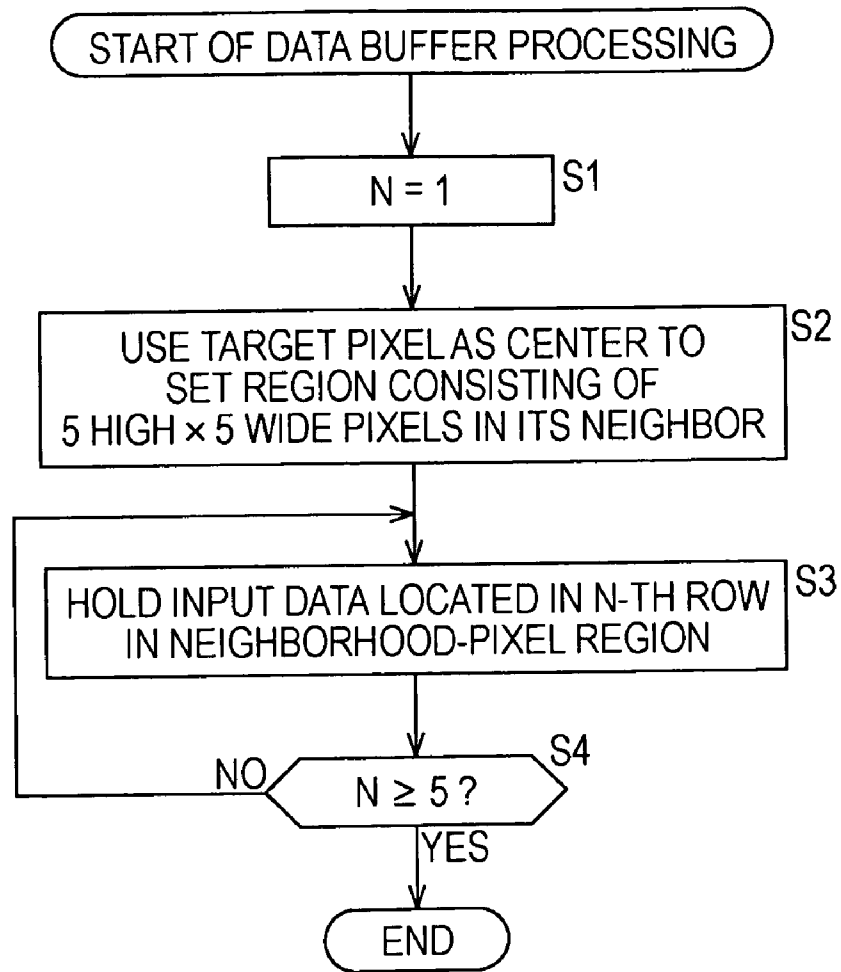 START OF DATA BUFFER PROCESSING
N = 1
S1
USE TARGET PIXEL AS CENTER TO
SET REGION CONSISTING OF
5 HIGH × 5 WIDE PIXELS IN ITS NEIGHBOR
S2
HOLD INPUT DATA LOCATED IN N-TH ROW
IN NEIGHBORHOOD-PIXEL REGION
S3
N ≥ 5 ?
S4
NO
YES
END